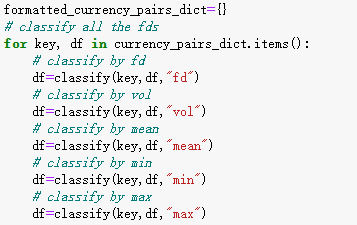 formatted_currency_pairs_dict={}
# classify all the fds
for key, df in currency_pairs_dict.items():
    # classify by fd
    df=classify(key,df,"fd")
    # classify by vol
    df=classify(key,df,"vol")
    # classify by mean
    df=classify(key,df,"mean")
    # classify by min
    df=classify(key,df,"min")
    # classify by max
    df=classify(key,df,"max")